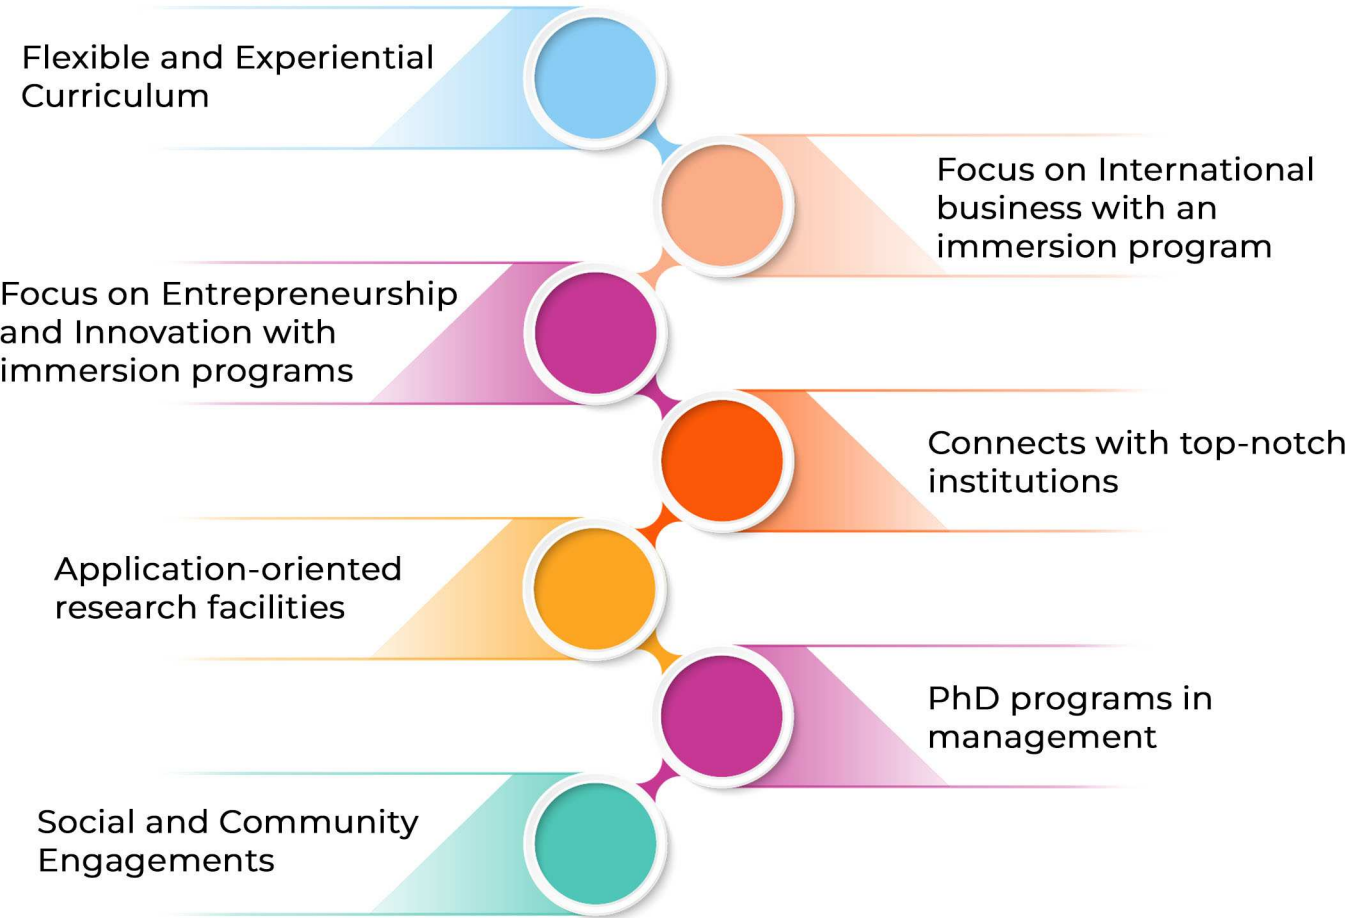 Flexible and Experiential
Curriculum
Focus on International
business with an
immersion program
Focus on Entrepreneurship
and Innovation with
immersion programs
Connects with top-notch
institutions
Application-oriented
research facilities
PhD programs in
management
Social and Community
Engagements